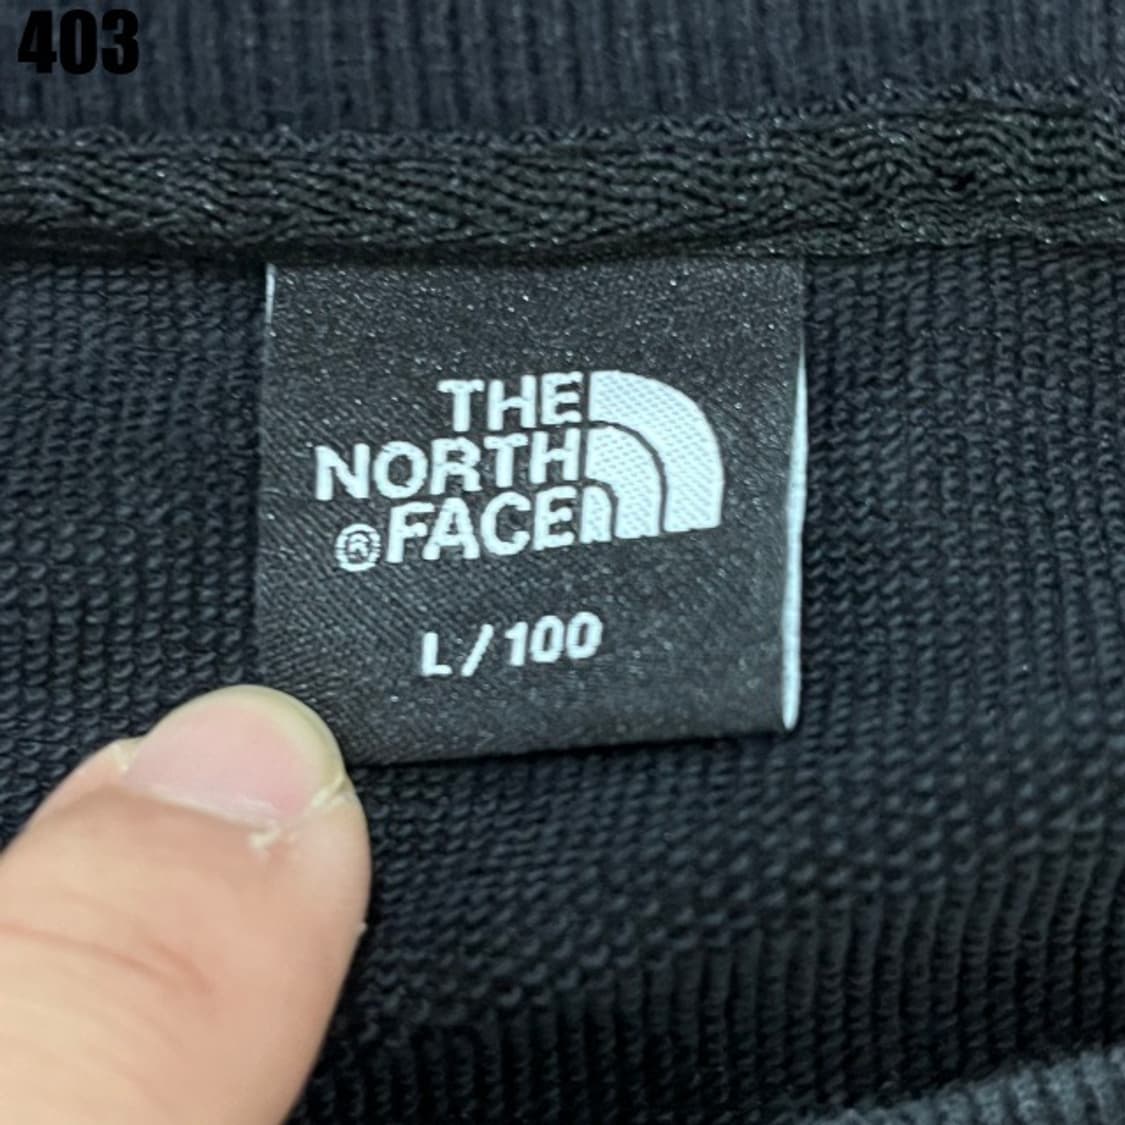 403
THE
NORTH
®FACE
L/100